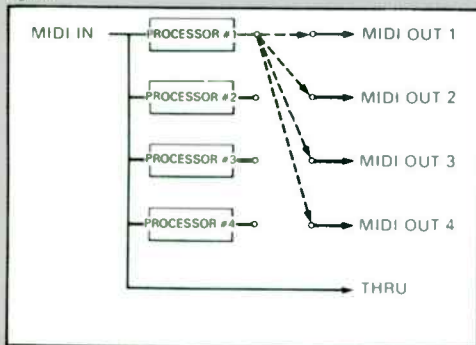 MIDI IN PROCESSOR #1 MIDI OUT 1
PROCESSOR #2 MIDI OUT 2
PROCESSOR #3 MIDI OUT 3
PROCESSOR #4 MIDI OUT 4
THRU